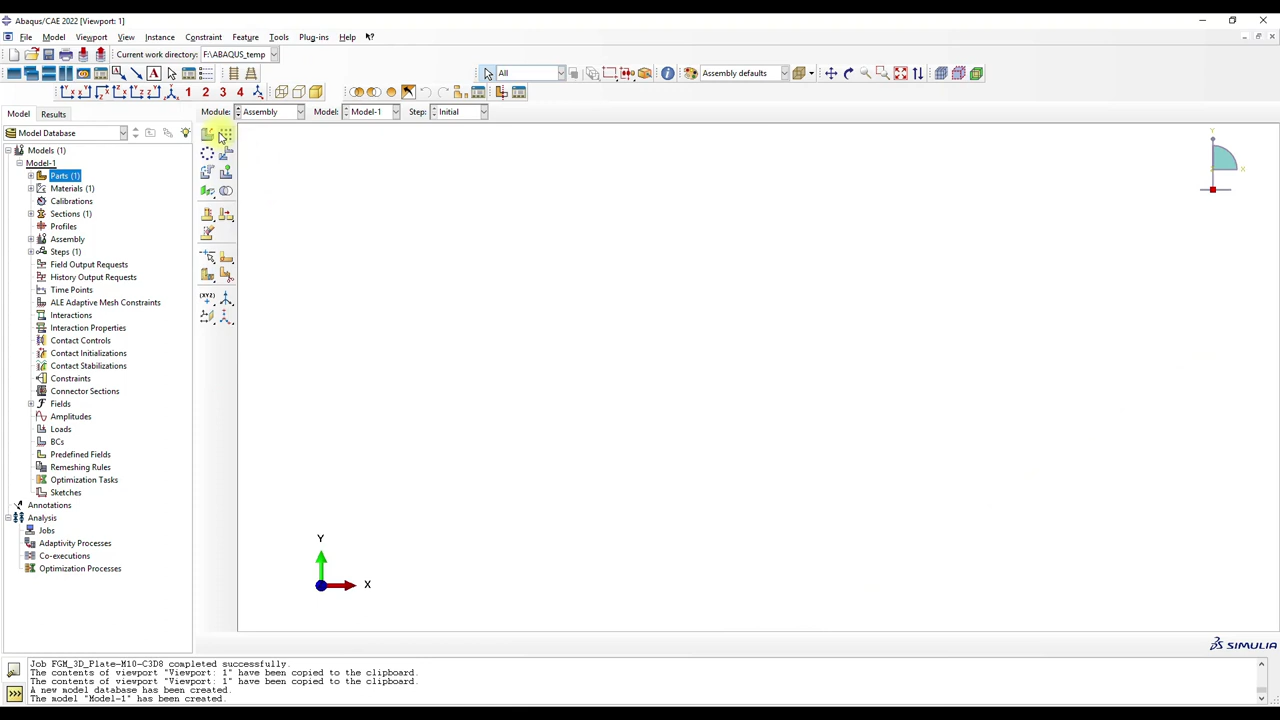 Abaqus/CAE 2022 [Viewport: 1]
File Model Viewport View Instance Constraint Feature Tools Plug-ins Help
Current work directory: F:\ABAQUS_temp
All Assembly defaults
1 2 3 4
Model Results Module: Assembly Model: Model-1 Step: Initial
Model Database
Models (1)
Model-1
Parts (1)
Materials (1)
Calibrations
Sections (1)
Profiles
Assembly
Steps (1)
Field Output Requests
History Output Requests
Time Points
ALE Adaptive Mesh Constraints
Interactions
Interaction Properties
Contact Controls
Contact Initializations
Contact Stabilizations
Constraints
Connector Sections
Fields
Amplitudes
Loads
BCs
Predefined Fields
Remeshing Rules
Optimization Tasks
Sketches
Annotations
Analysis
Jobs
Adaptivity Processes
Co-executions
Optimization Processes
(XYZ)
Y
X
Y
X
SIMULIA
Job FGM_3D_Plate-M10-C3D8 completed successfully.
The contents of viewport "Viewport: 1" have been copied to the clipboard.
The contents of viewport "Viewport: 1" have been copied to the clipboard.
A new model database has been created.
The model "Model-1" has been created.